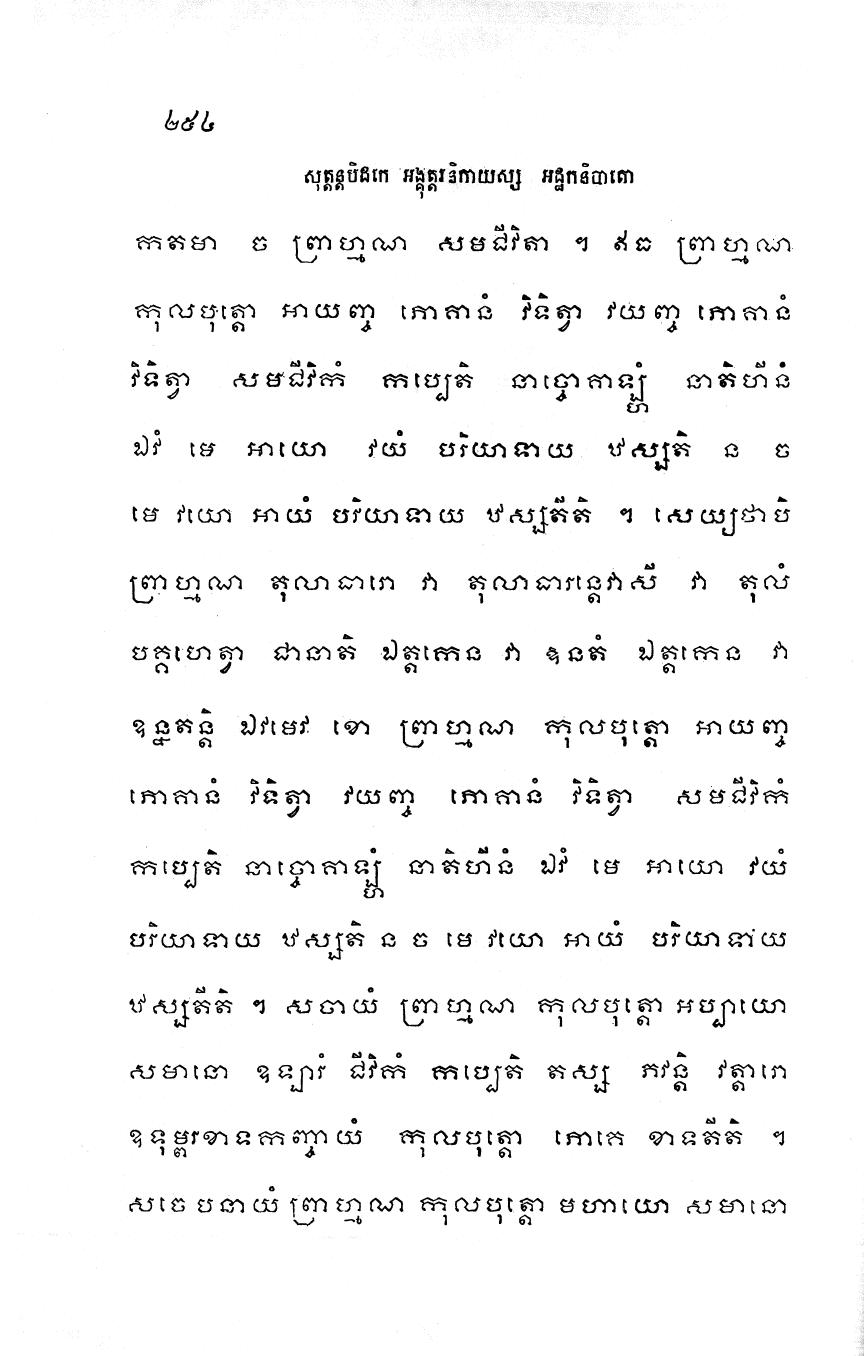 ២៥៤
សុត្តន្តបិដកេ អង្គុត្តរនិកាយស្ស អដ្ឋកនិបាតោ
កតមា ច ព្រាហ្មណ សមជីវិតា ។ ឥធ ព្រាហ្មណ
កុលបុត្តោ អាយញ្ច ភោគានំ វិទិត្វា វយញ្ច ភោគានំ
វិទិត្វា សមជីវិកំ កប្បេតិ នាច្ចោគាឡ្ហំ នាតិហីនំ
ឯវំ មេ អាយោ វយំ បរិយាទាយ ឋស្សតិ ន ច
មេ វយោ អាយំ បរិយាទាយ ឋស្សតីតិ ។ សេយ្យថាបិ
ព្រាហ្មណ តុលាធារោ វា តុលាធារន្តេវាសី វា តុលំ
បគ្គហេត្វា ជានាតិ ឯត្តកេន វា ឱនតំ ឯត្តកេន វា
ឧន្នតន្តិ ឯវមេវ ខោ ព្រាហ្មណ កុលបុត្តោ អាយញ្ច
ភោគានំ វិទិត្វា វយញ្ច ភោគានំ វិទិត្វា សមជីវិកំ
កប្បេតិ នាច្ចោគាឡ្ហំ នាតិហីនំ ឯវំ មេ អាយោ វយំ
បរិយាទាយ ឋស្សតិ ន ច មេ វយោ អាយំ បរិយាទាយ
ឋស្សតីតិ ។ សចាយំ ព្រាហ្មណ កុលបុត្តោ អប្បាយោ
សមានោ ឧឡារំ ជីវិកំ កប្បេតិ តស្ស ភវន្តិ វត្តារោ
ឧទុម្ពរខាទកញ្ចាយំ កុលបុត្តោ ភោគេ ខាទតីតិ ។
សចេ បនាយំ ព្រាហ្មណ កុលបុត្តោ មហាយោ សមានោ